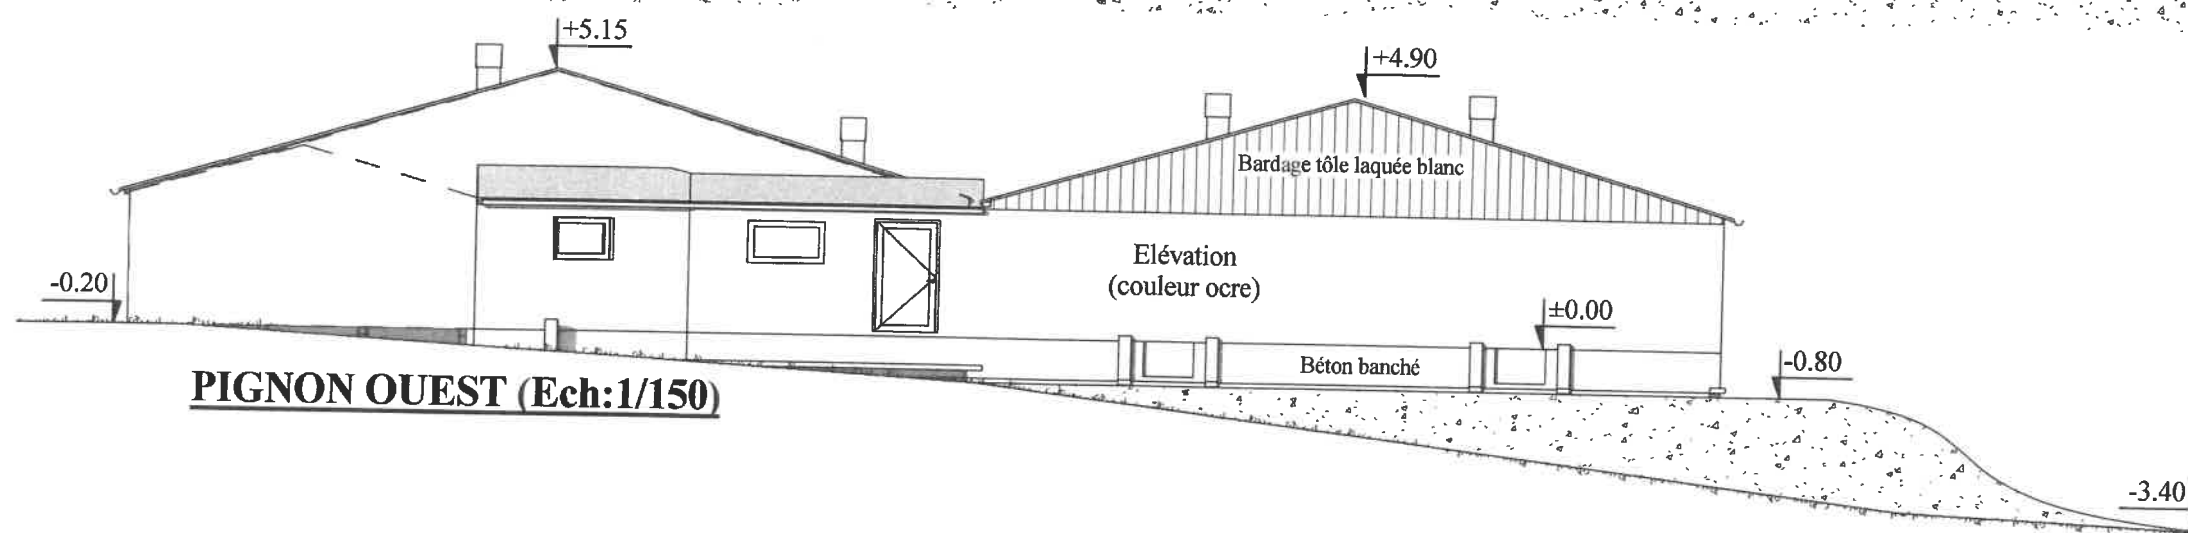 +5.15
+4.90
Bardage tôle laquée blanc
Elévation
(couleur ocre)
-0.20
±0.00
Béton banché
-0.80
PIGNON OUEST (Ech:1/150)
-3.40